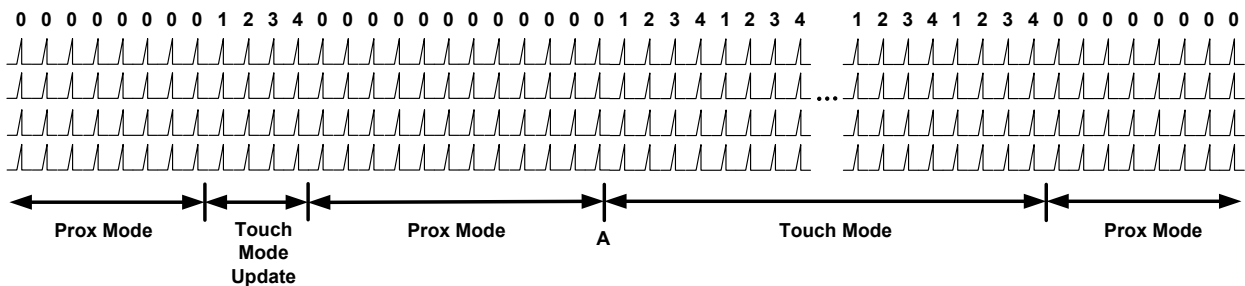 0 0 0 0 0 0 0 0 1 2 3 4 0 0 0 0 0 0 0 0 0 0 0 0 1 2 3 4 1 2 3 4 1 2 3 4 1 2 3 4 0 0 0 0 0 0 0 0
...
Prox Mode
Touch
Mode
Update
Prox Mode
A
Touch Mode
Prox Mode